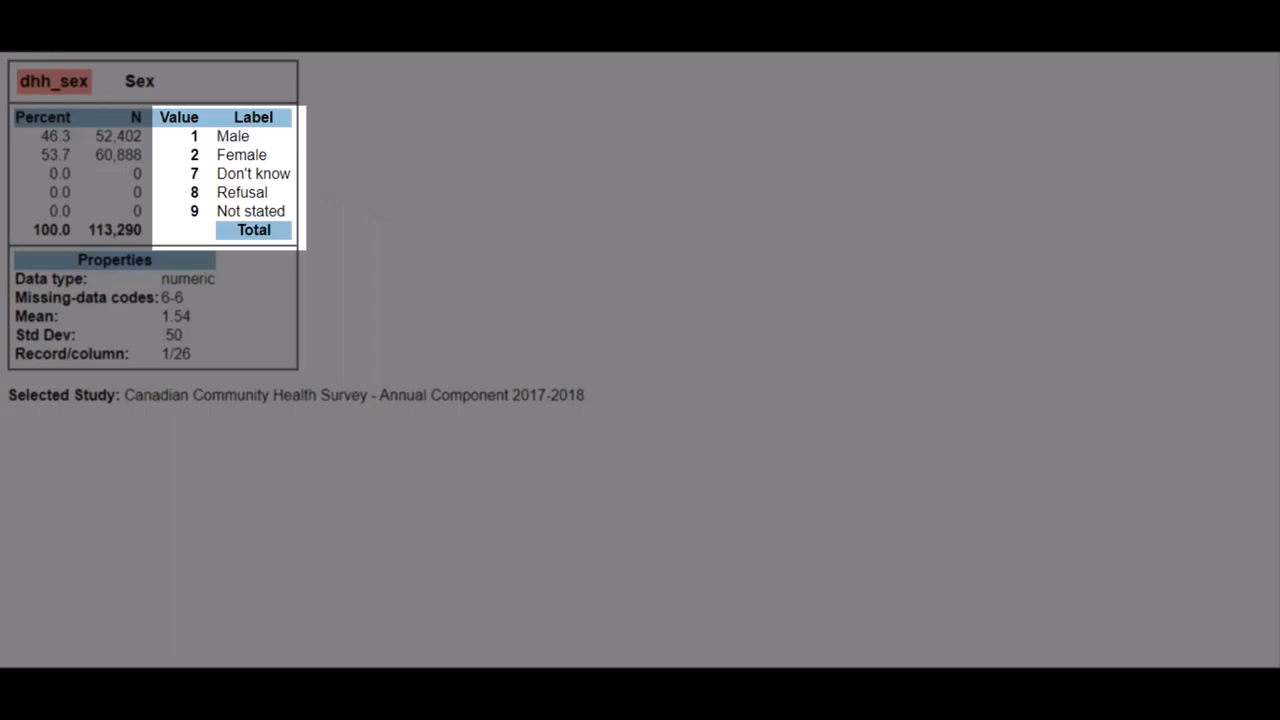 dhh_sex Sex
Percent N Value Label
46.3 52,402 1 Male
53.7 60,888 2 Female
0.0 0 7 Don't know
0.0 0 8 Refusal
0.0 0 9 Not stated
100.0 113,290 Total
Properties
Data type: numeric
Missing-data codes: 6-6
Mean: 1.54
Std Dev: .50
Record/column: 1/26
Selected Study: Canadian Community Health Survey - Annual Component 2017-2018